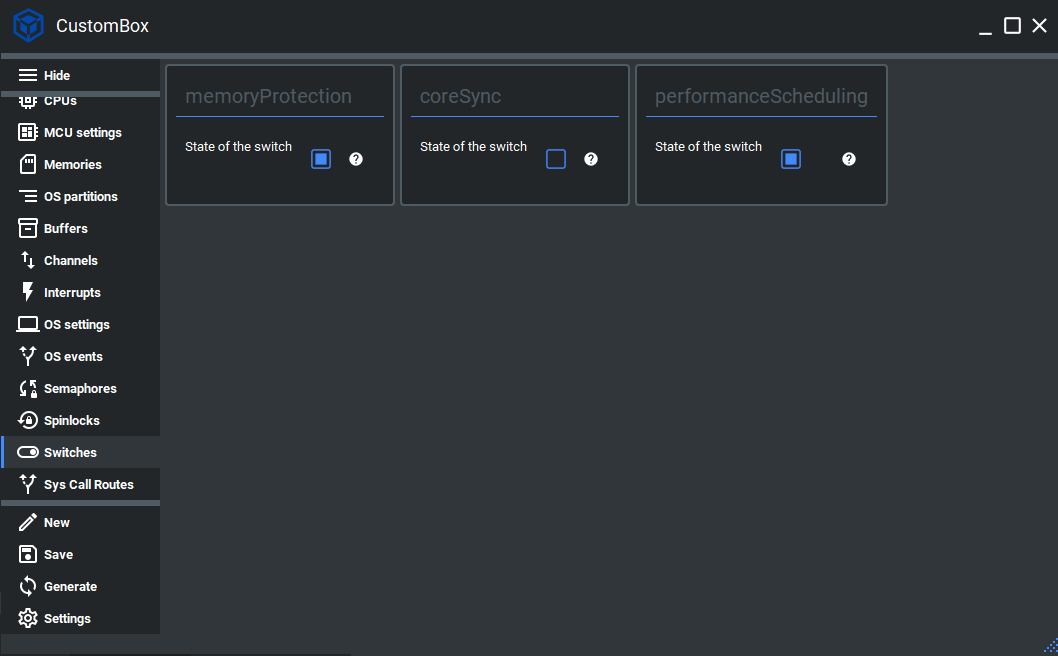 CustomBox
Hide
CPUs
MCU settings
Memories
OS partitions
Buffers
Channels
Interrupts
OS settings
OS events
Semaphores
Spinlocks
Switches
Sys Call Routes
New
Save
Generate
Settings
memoryProtection
State of the switch
coreSync
State of the switch
performanceScheduling
State of the switch